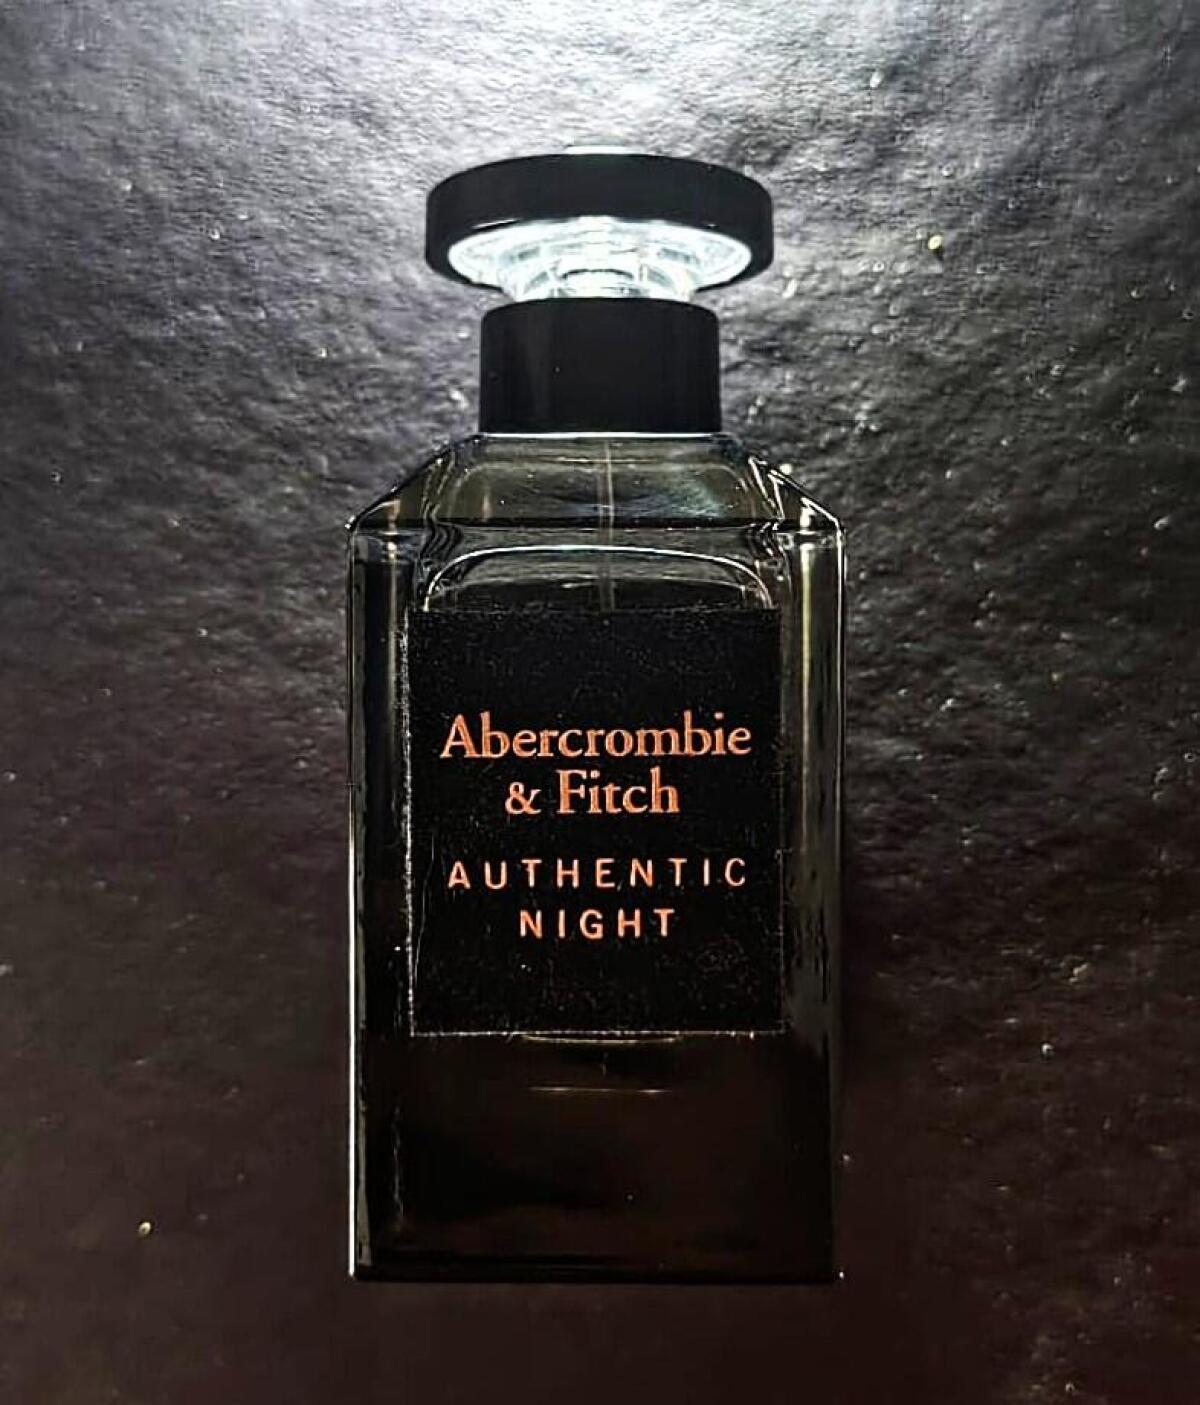 Abercrombie
& Fitch
AUTHENTIC
NIGHT